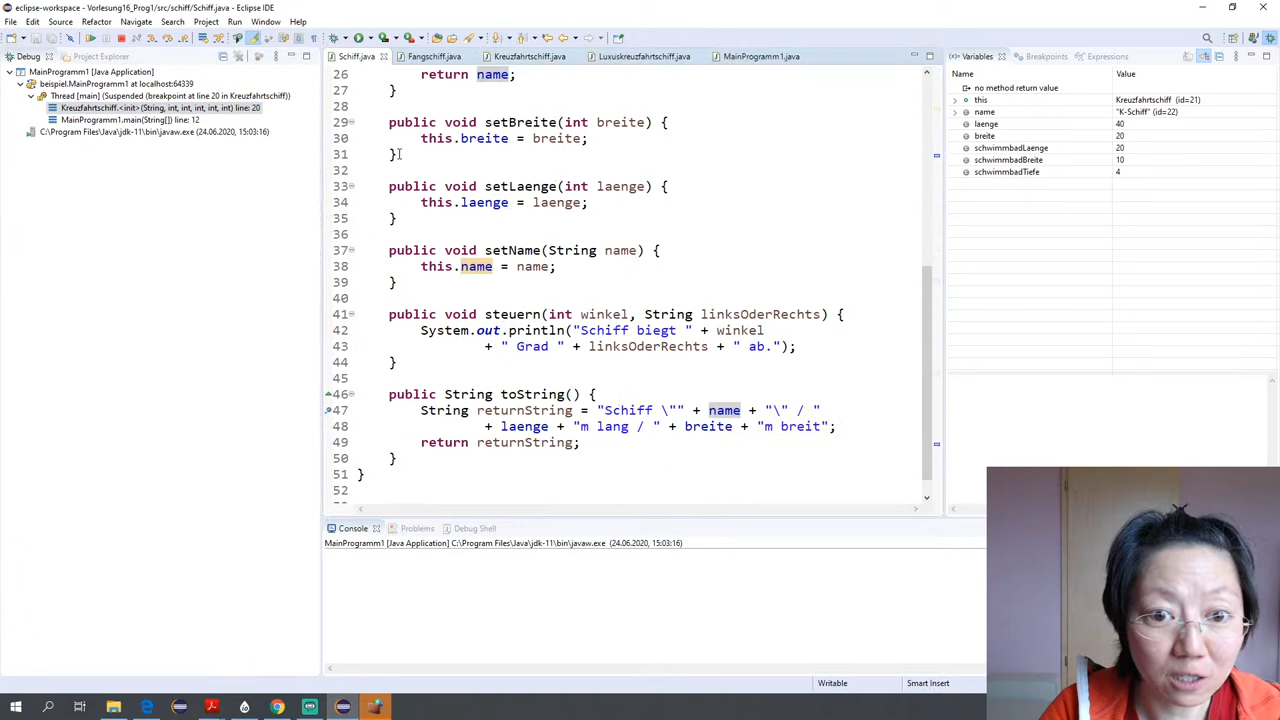 eclipse-workspace - Vorlesung16_Prog1/src/schiff/Schiff.java - Eclipse IDE
File Edit Source Refactor Navigate Search Project Run Window Help
Debug Project Explorer
MainProgramm1 [Java Application]
beispiel.MainProgramm1 at localhost:64339
Thread [main] (Suspended (breakpoint at line 20 in Kreuzfahrtschiff))
Kreuzfahrtschiff.<init>(String, int, int, int, int, int) line: 20
MainProgramm1.main(String[]) line: 12
C:\Program Files\Java\jdk-11\bin\javaw.exe (24.06.2020, 15:03:16)
Schiff.java Fangschiff.java Kreuzfahrtschiff.java Luxuskreuzfahrtschiff.java MainProgramm1.java
26 return name;
27 }
28
29 public void setBreite(int breite) {
30 this.breite = breite;
31 }
32
33 public void setLaenge(int laenge) {
34 this.laenge = laenge;
35 }
36
37 public void setName(String name) {
38 this.name = name;
39 }
40
41 public void steuern(int winkel, String linksOderRechts) {
42 System.out.println("Schiff biegt " + winkel
43 + " Grad " + linksOderRechts + " ab.");
44 }
45
46 public String toString() {
47 String returnString = "Schiff \"" + name + "\" / "
48 + laenge + "m lang / " + breite + "m breit";
49 return returnString;
50 }
51 }
52
Variables Breakpoints Expressions
Name Value
no method return value
this Kreuzfahrtschiff (id=21)
name "K-Schiff" (id=22)
laenge 40
breite 20
schwimmbadLaenge 20
schwimmbadBreite 10
schwimmbadTiefe 4
Console Problems Debug Shell
MainProgramm1 [Java Application] C:\Program Files\Java\jdk-11\bin\javaw.exe (24.06.2020, 15:03:16)
Writable Smart Insert